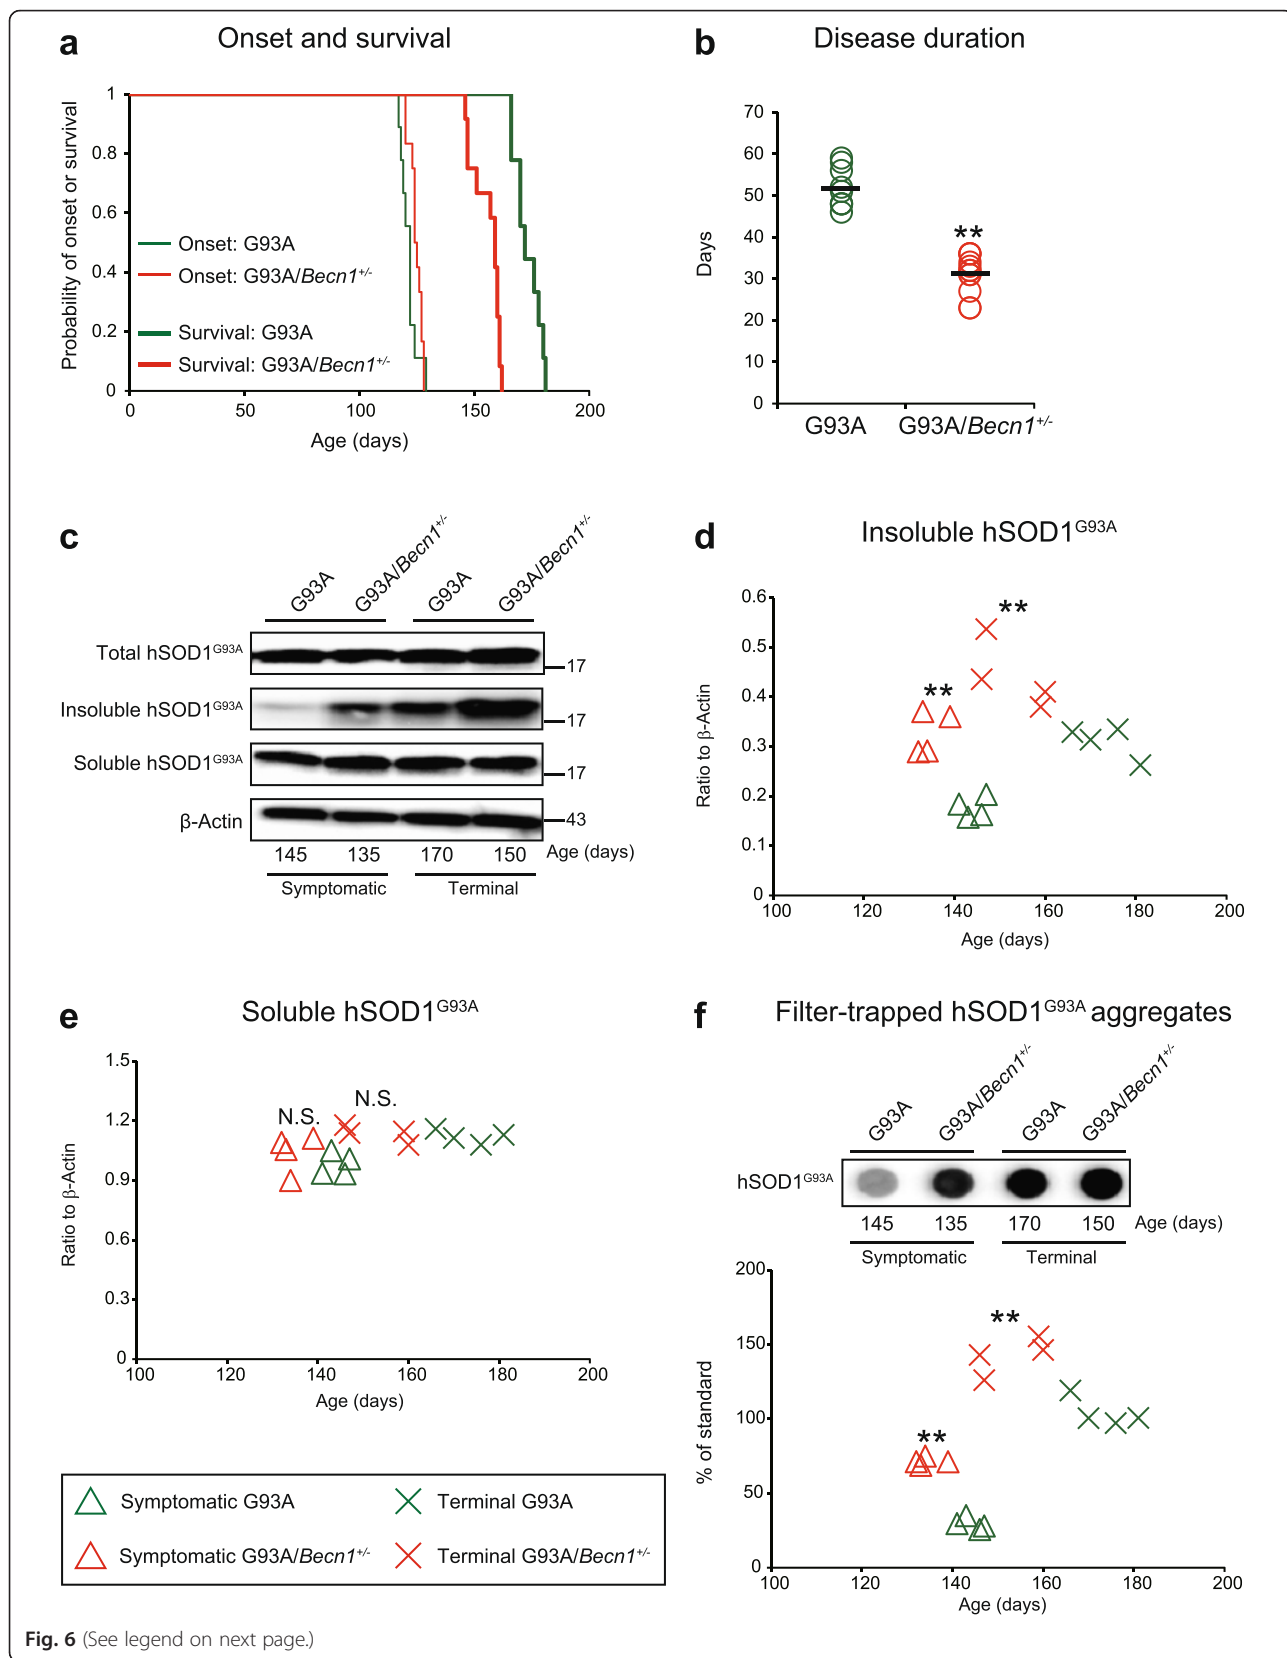 a
Onset and survival
Probability of onset or survival
1
0.8
0.6
0.4
0.2
0
Onset: G93A
Onset: G93A/Becn1+/-
Survival: G93A
Survival: G93A/Becn1+/-
0 50 100 150 200
Age (days)
b
Disease duration
Days
70
60
50
40
30
20
10
0
**
G93A G93A/Becn1+/-
c
G93A G93A/Becn1+/- G93A G93A/Becn1+/-
Total hSOD1G93A 17
Insoluble hSOD1G93A 17
Soluble hSOD1G93A 17
β-Actin 43
145 135 170 150 Age (days)
Symptomatic Terminal
d
Insoluble hSOD1G93A
Ratio to β-Actin
0.6
0.5
0.4
0.3
0.2
0.1
0
**
**
100 120 140 160 180 200
Age (days)
e
Soluble hSOD1G93A
Ratio to β-Actin
1.5
1.2
0.9
0.6
0.3
0
N.S.
N.S.
100 120 140 160 180 200
Age (days)
f
Filter-trapped hSOD1G93A aggregates
G93A G93A/Becn1+/- G93A G93A/Becn1+/-
hSOD1G93A
145 135 170 150 Age (days)
Symptomatic Terminal
% of standard
200
150
100
50
0
**
**
100 120 140 160 180 200
Age (days)
Symptomatic G93A Terminal G93A
Symptomatic G93A/Becn1+/- Terminal G93A/Becn1+/-
Fig. 6 (See legend on next page.)